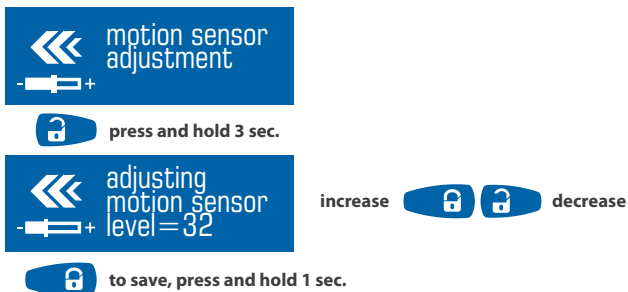 motion sensor
adjustment
- +
press and hold 3 sec.
adjusting
motion sensor
level=32
- +
increase decrease
to save, press and hold 1 sec.